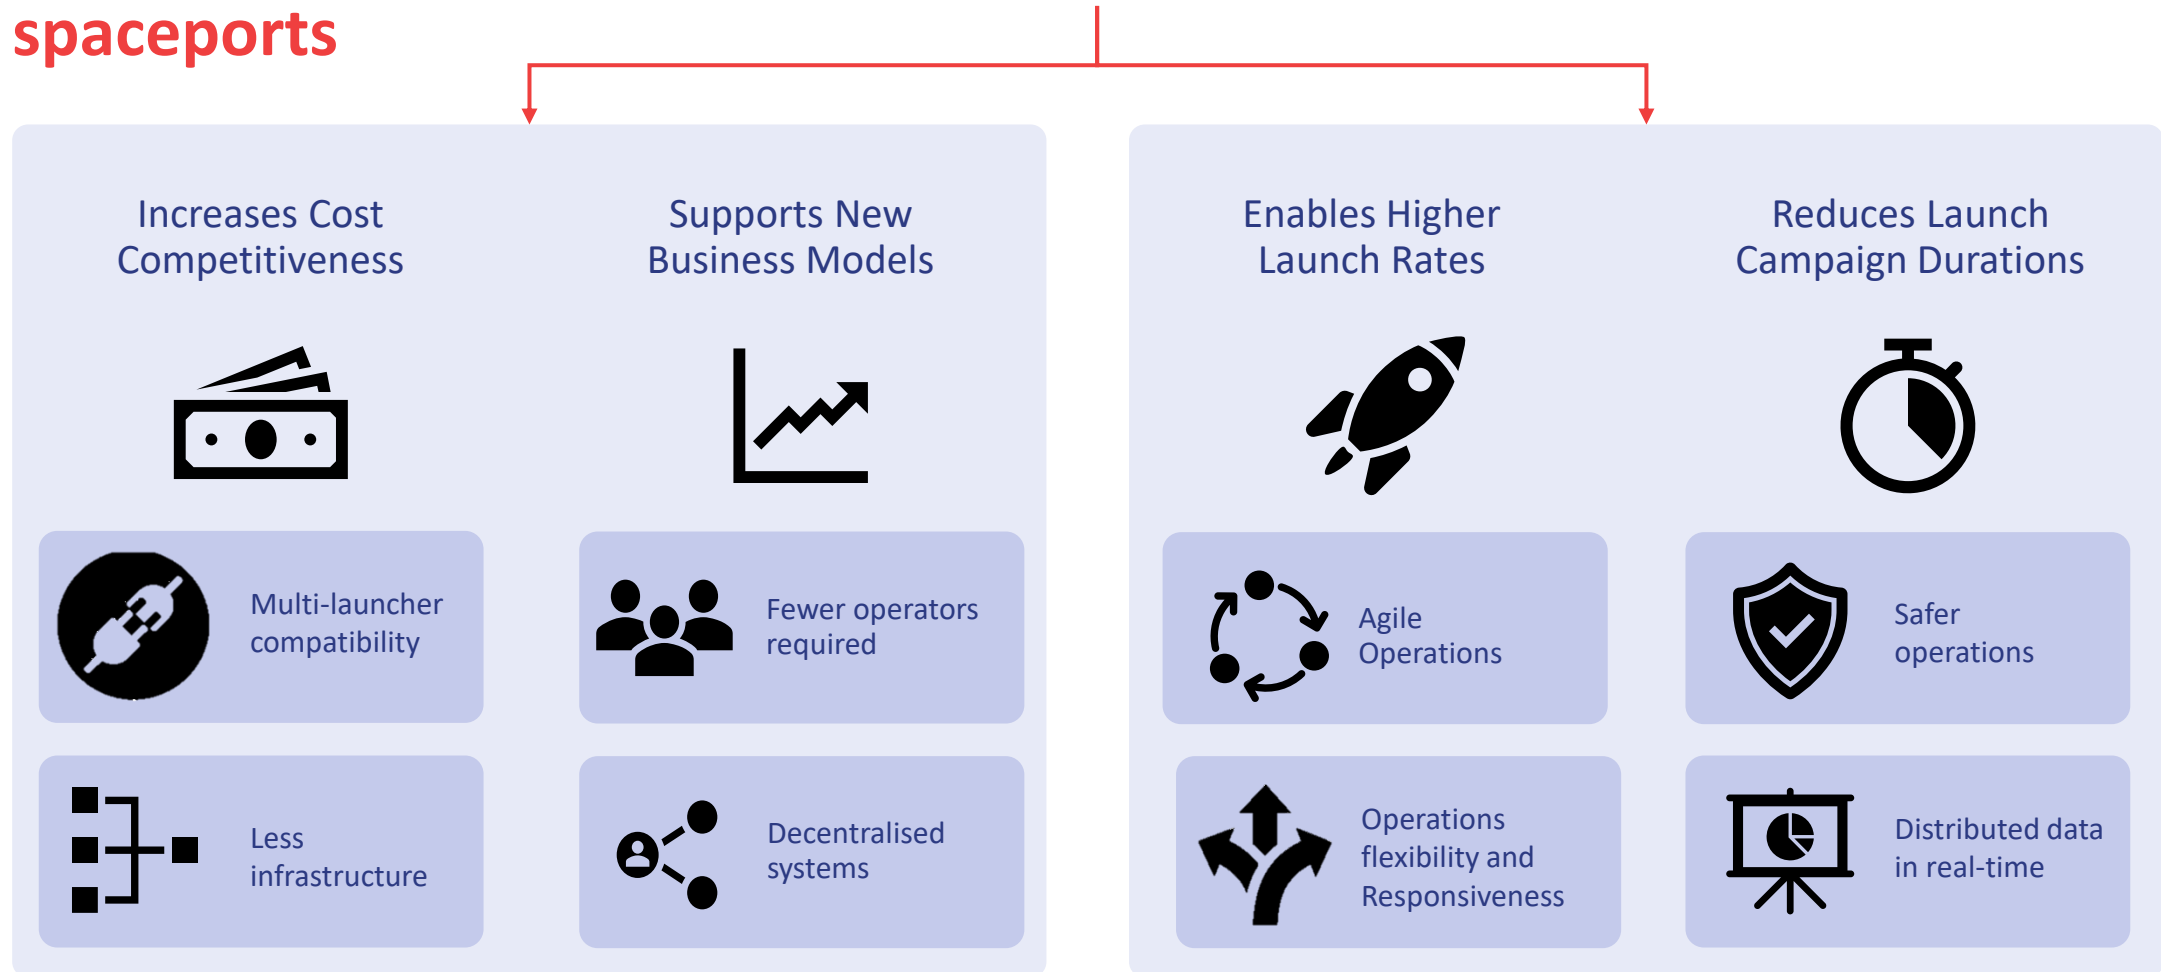 spaceports
Increases Cost
Competitiveness
Supports New
Business Models
Enables Higher
Launch Rates
Reduces Launch
Campaign Durations
Multi-launcher
compatibility
Fewer operators
required
Agile
Operations
Safer
operations
Less
infrastructure
Decentralised
systems
Operations
flexibility and
Responsiveness
Distributed data
in real-time